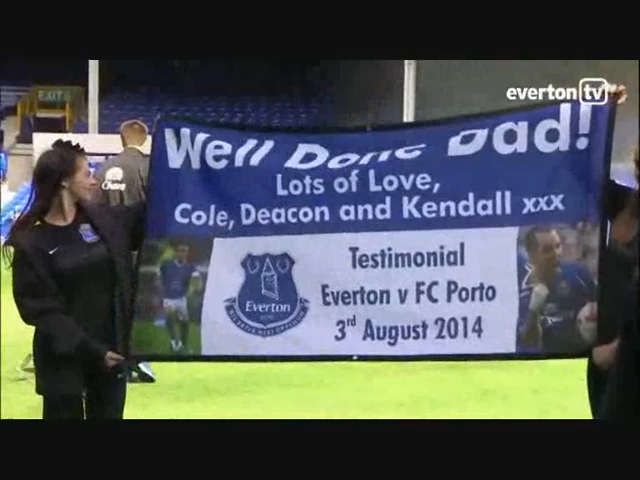 EXIT
everton tv
Chang
Well Done Dad!
Lots of Love,
Cole, Deacon and Kendall xxx
Testimonial
Everton v FC Porto
3rd August 2014
Everton